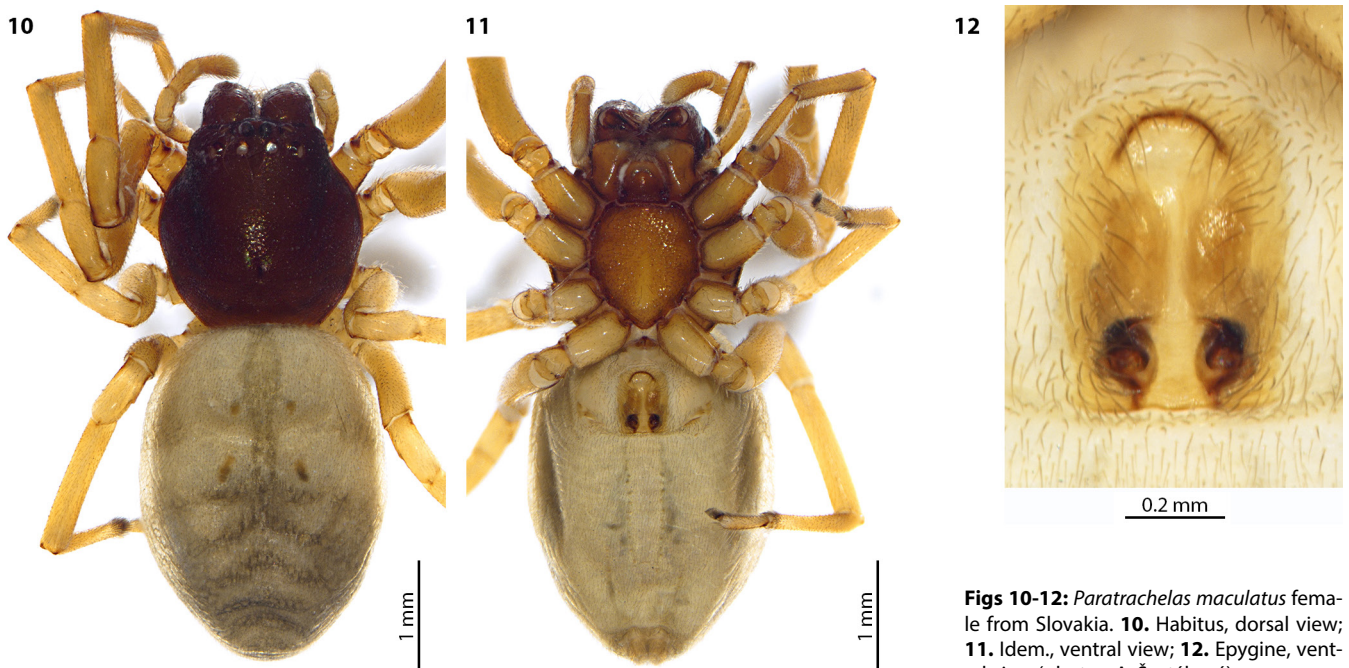 10
11
12
1 mm
1 mm
0.2 mm
Figs 10-12: Paratrachelas maculatus fema-
le from Slovakia. 10. Habitus, dorsal view;
11. Idem., ventral view; 12. Epygine, vent-